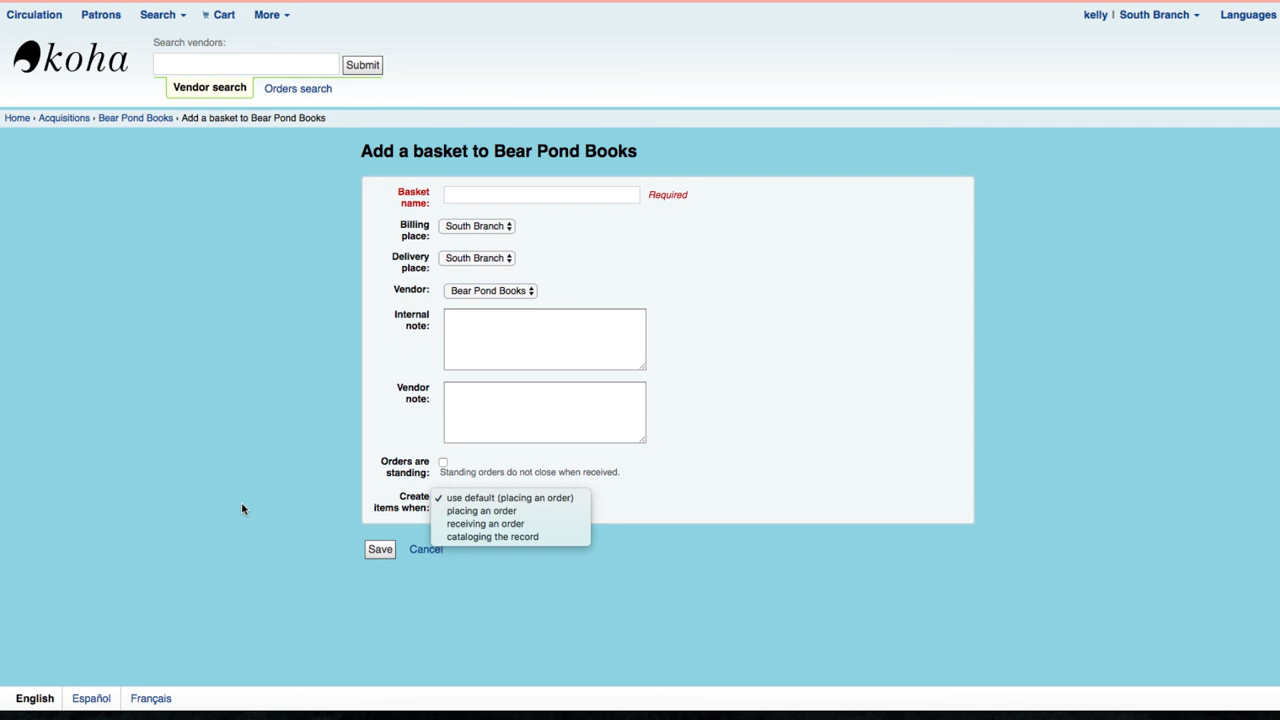 Circulation Patrons Search Cart More kelly | South Branch Languages
koha
Search vendors:
Submit
Vendor search Orders search
Home › Acquisitions › Bear Pond Books › Add a basket to Bear Pond Books
Add a basket to Bear Pond Books
Basket name: Required
Billing place: South Branch
Delivery place: South Branch
Vendor: Bear Pond Books
Internal note:
Vendor note:
Orders are standing:
Standing orders do not close when received.
Create items when:
✓ use default (placing an order)
placing an order
receiving an order
cataloging the record
Save Cancel
English Español Français